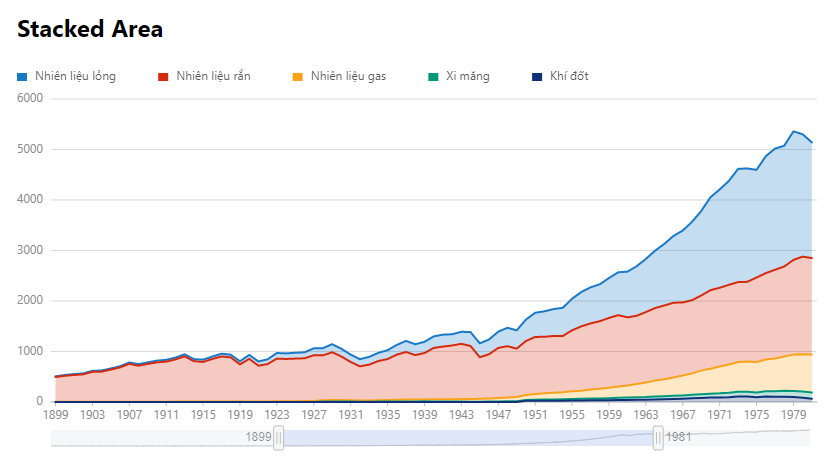 Stacked Area
Nhiên liệu lỏng Nhiên liệu rắn Nhiên liệu gas Xi măng Khí đốt
6000
5000
4000
3000
2000
1000
0
1899 1903 1907 1911 1915 1919 1923 1927 1931 1935 1939 1943 1947 1951 1955 1959 1963 1967 1971 1975 1979
1899 1981